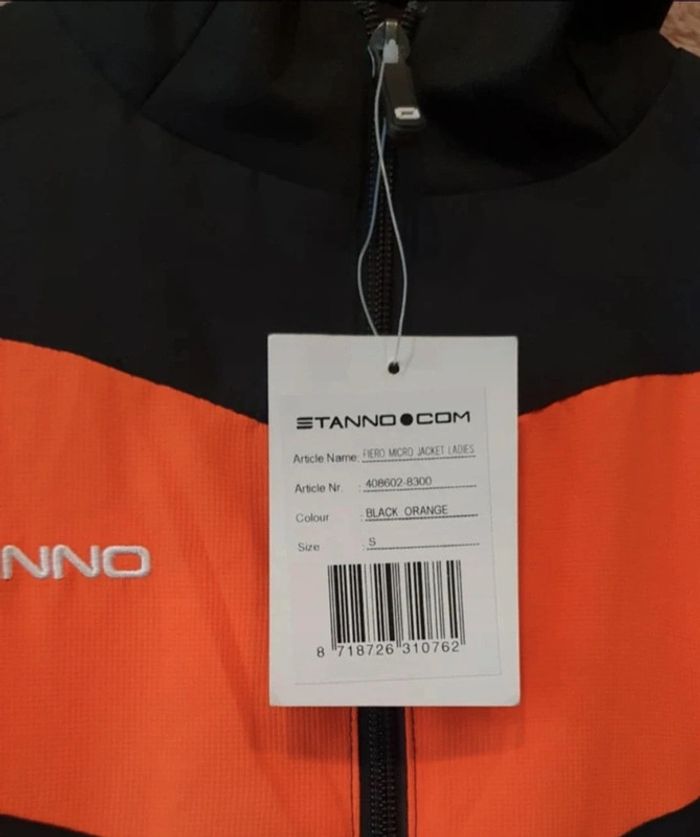 STANNO.COM
Article Name: FIERO MICRO JACKET LADIES
Article Nr. : 408602-8300
Colour : BLACK ORANGE
Size : S
NNO
8 718726 310762